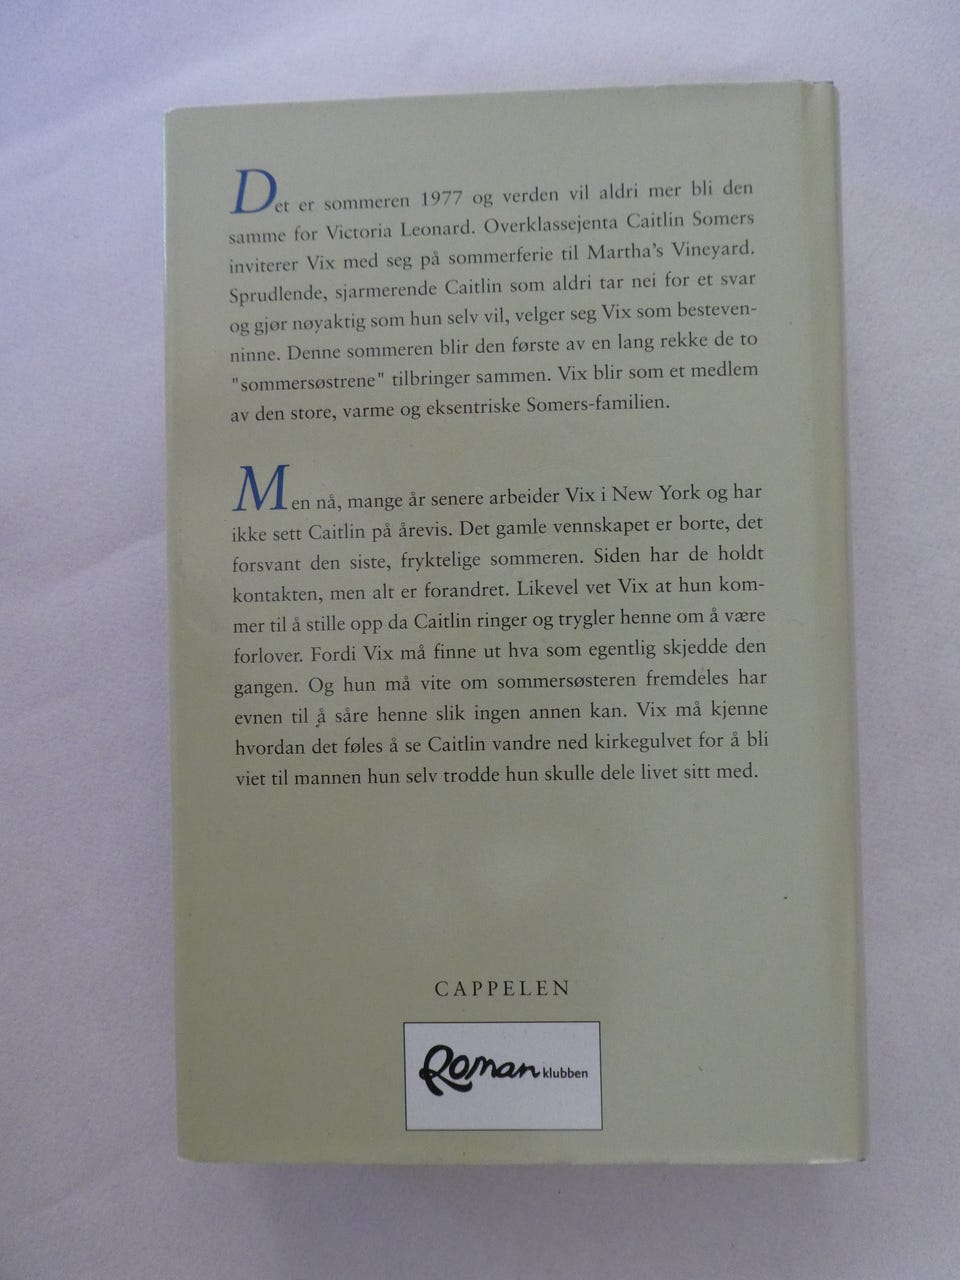 Det er sommeren 1977 og verden vil aldri mer bli den
samme for Victoria Leonard. Overklassejenta Caitlin Somers
inviterer Vix med seg på sommerferie til Martha's Vineyard.
Sprudlende, sjarmerende Caitlin som aldri tar nei for et svar
og gjør nøyaktig som hun selv vil, velger seg Vix som besteven-
ninne. Denne sommeren blir den første av en lang rekke de to
"sommersøstrene" tilbringer sammen. Vix blir som et medlem
av den store, varme og eksentriske Somers-familien.
Men nå, mange år senere arbeider Vix i New York og har
ikke sett Caitlin på årevis. Det gamle vennskapet er borte, det
forsvant den siste, fryktelige sommeren. Siden har de holdt
kontakten, men alt er forandret. Likevel vet Vix at hun kom-
mer til å stille opp da Caitlin ringer og trygler henne om å være
forlover. Fordi Vix må finne ut hva som egentlig skjedde den
gangen. Og hun må vite om sommersøsteren fremdeles har
evnen til å såre henne slik ingen annen kan. Vix må kjenne
hvordan det føles å se Caitlin vandre ned kirkegulvet for å bli
viet til mannen hun selv trodde hun skulle dele livet sitt med.
CAPPELEN
Roman klubben